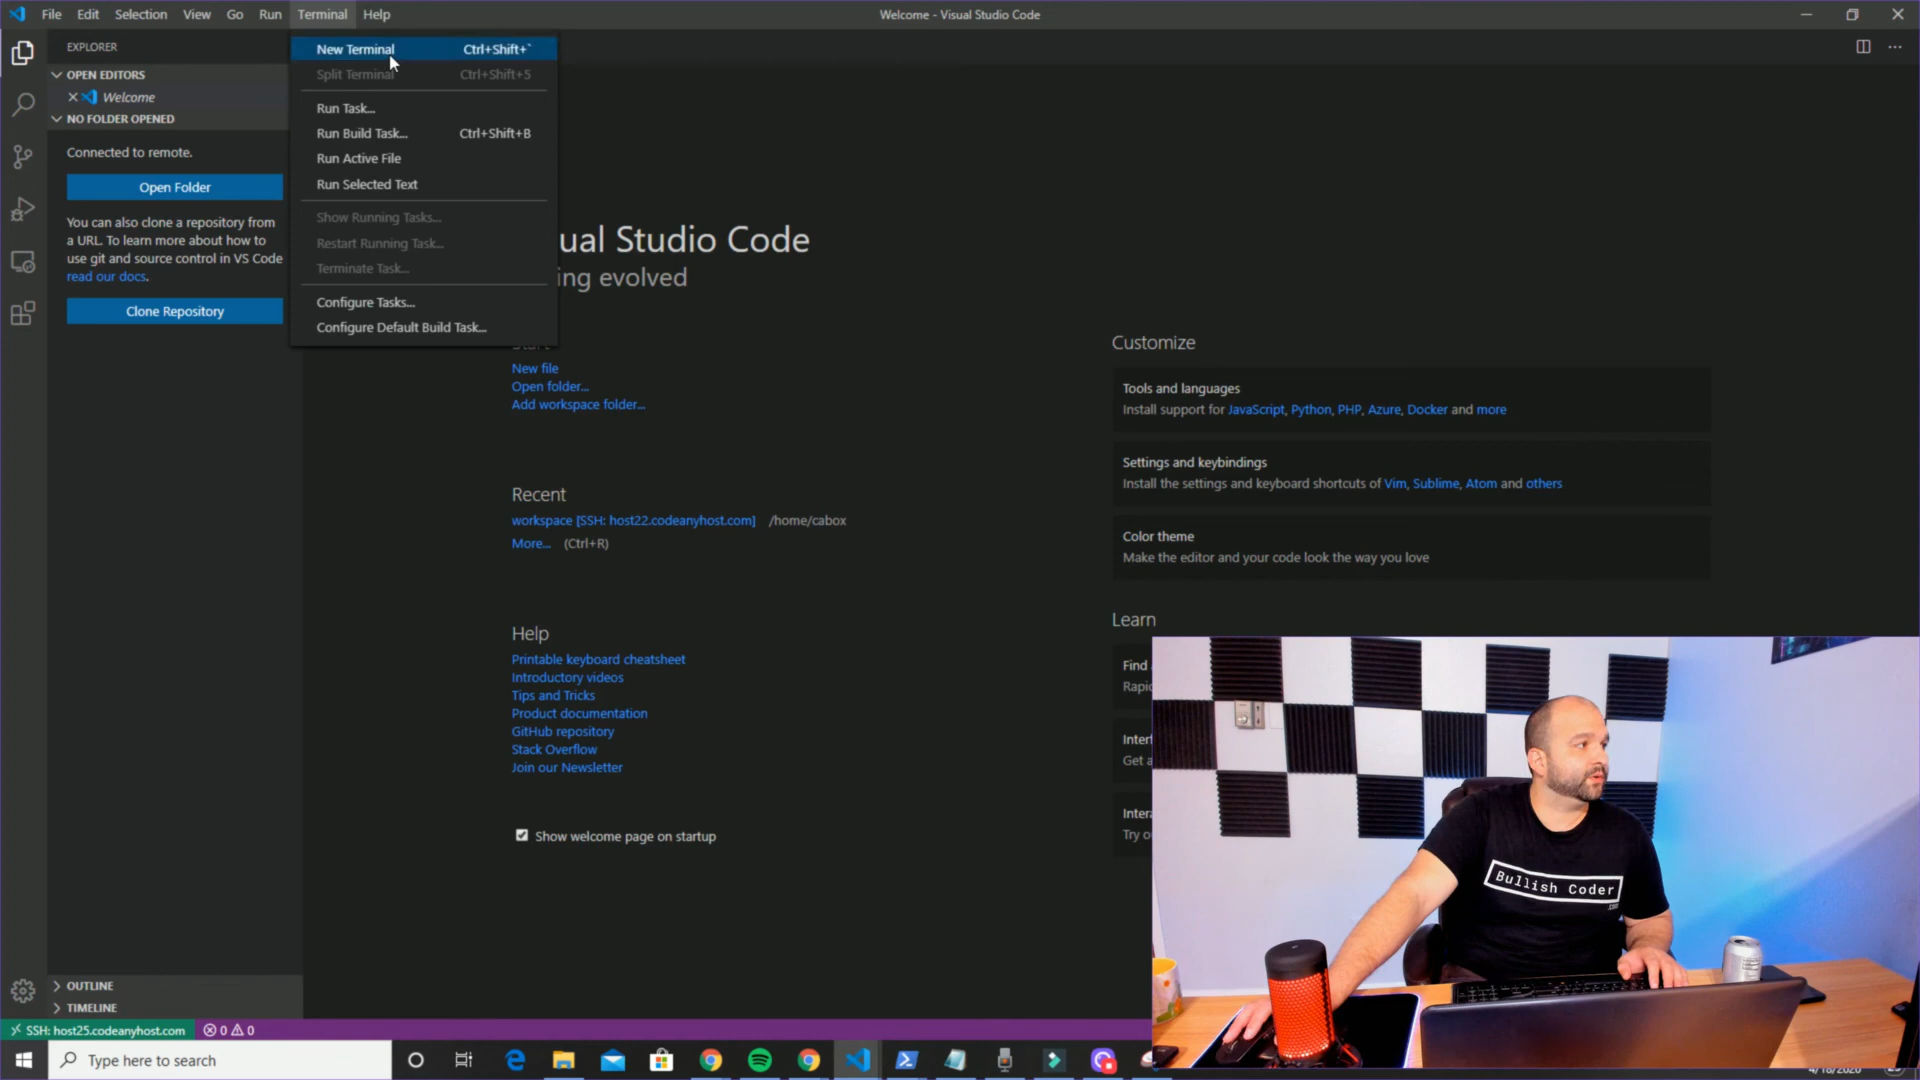 File Edit Selection View Go Run Terminal Help
Welcome - Visual Studio Code
EXPLORER
OPEN EDITORS
Welcome
NO FOLDER OPENED
Connected to remote.
Open Folder
You can also clone a repository from
a URL. To learn more about how to
use git and source control in VS Code
read our docs.
Clone Repository
OUTLINE
TIMELINE
New Terminal Ctrl+Shift+`
Split Terminal Ctrl+Shift+5
Run Task...
Run Build Task... Ctrl+Shift+B
Run Active File
Run Selected Text
Show Running Tasks...
Restart Running Task...
Terminate Task...
Configure Tasks...
Configure Default Build Task...
ual Studio Code
ing evolved
New file
Open folder...
Add workspace folder...
Recent
workspace [SSH: host22.codeanyhost.com] /home/cabox
More... (Ctrl+R)
Help
Printable keyboard cheatsheet
Introductory videos
Tips and Tricks
Product documentation
GitHub repository
Stack Overflow
Join our Newsletter
Show welcome page on startup
Customize
Tools and languages
Install support for JavaScript, Python, PHP, Azure, Docker and more
Settings and keybindings
Install the settings and keyboard shortcuts of Vim, Sublime, Atom and others
Color theme
Make the editor and your code look the way you love
Learn
Find
Rapid
Inter
Get a
Intera
Try o
Bullish Coder
.com
SSH: host25.codeanyhost.com 0 0
Type here to search
4/18/2020